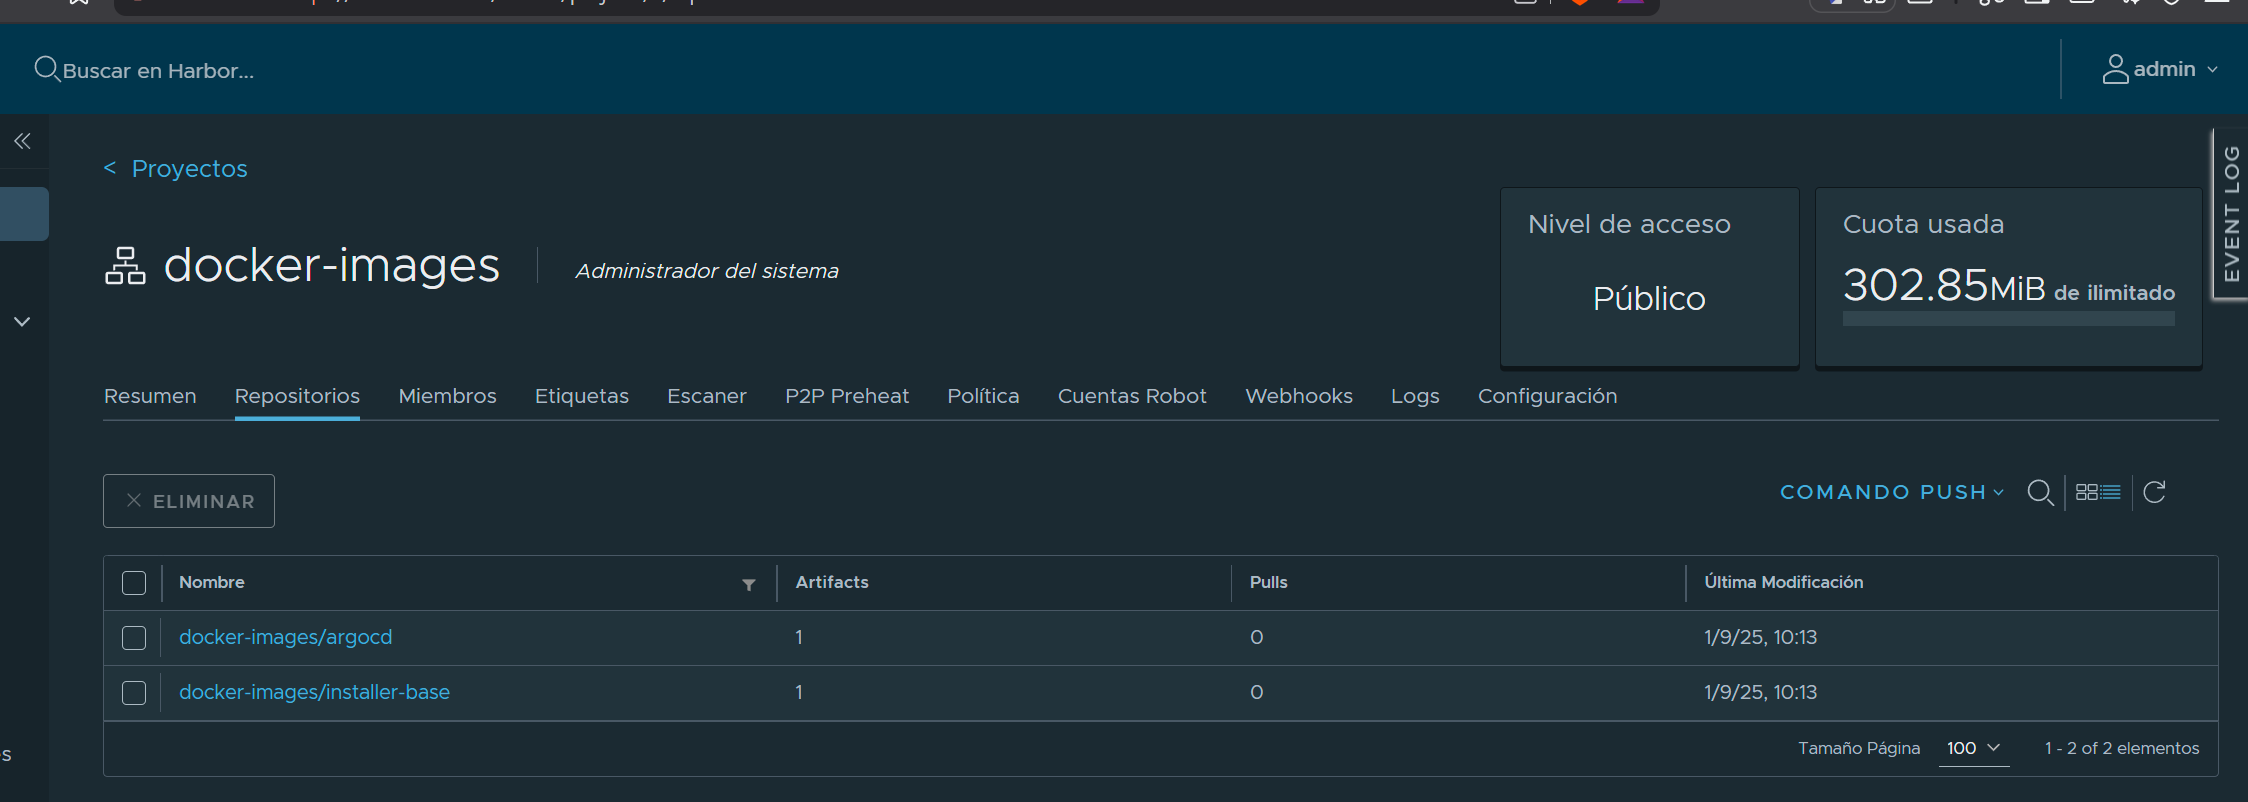 Buscar en Harbor...
admin
< Proyectos
docker-images
Administrador del sistema
Nivel de acceso
Público
Cuota usada
302.85MiB de ilimitado
EVENT LOG
Resumen Repositorios Miembros Etiquetas Escaner P2P Preheat Política Cuentas Robot Webhooks Logs Configuración
ELIMINAR
COMANDO PUSH
Nombre Artifacts Pulls Última Modificación
docker-images/argocd 1 0 1/9/25, 10:13
docker-images/installer-base 1 0 1/9/25, 10:13
Tamaño Página 100 1 - 2 of 2 elementos